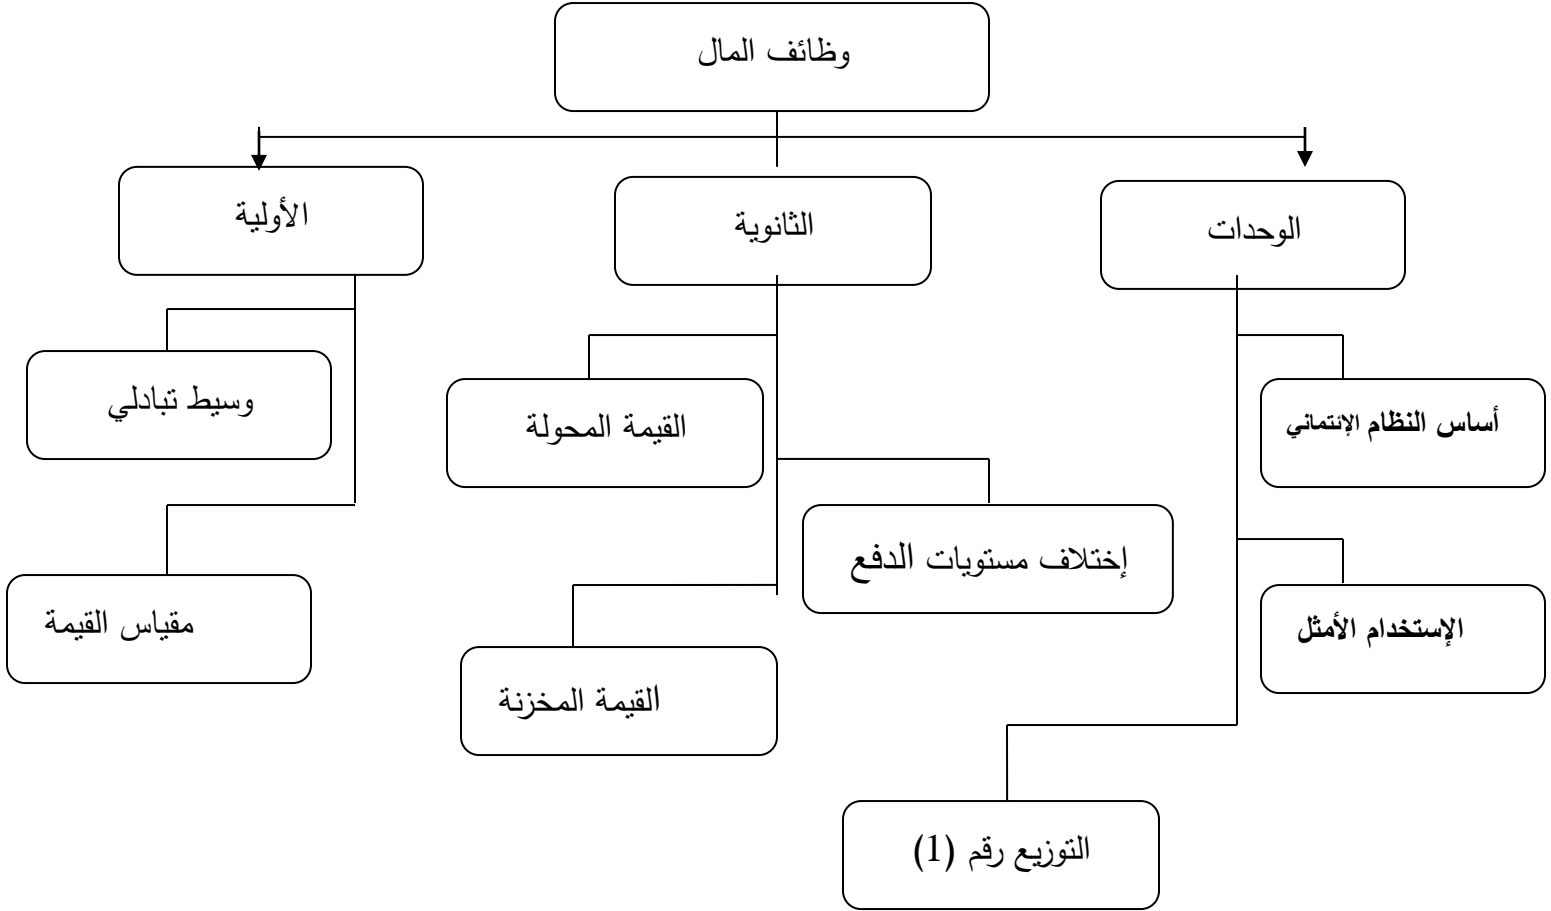 وظائف المال
الوحدات
الثانوية
الأولية
أساس النظام الإئتماني
القيمة المحولة
وسيط تبادلي
إختلاف مستويات الدفع
الإستخدام الأمثل
مقياس القيمة
القيمة المخزنة
التوزيع رقم (1)